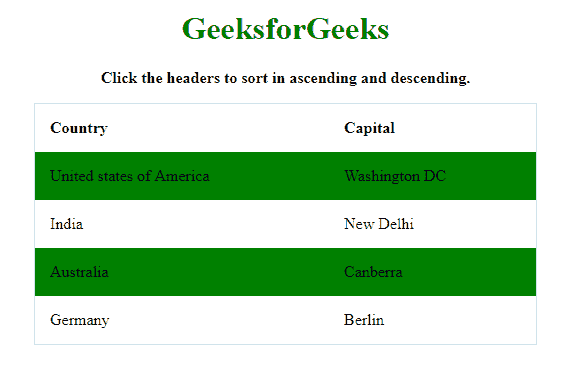 GeeksforGeeks
Click the headers to sort in ascending and descending.
Country Capital
United states of America Washington DC
India New Delhi
Australia Canberra
Germany Berlin